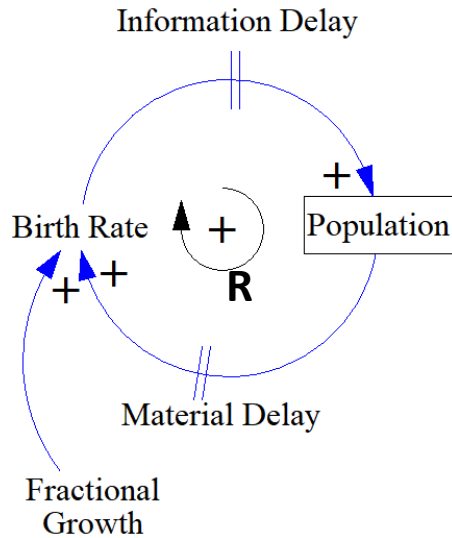 Information Delay
+
Birth Rate
+
Population
+
+
R
Material Delay
Fractional
Growth